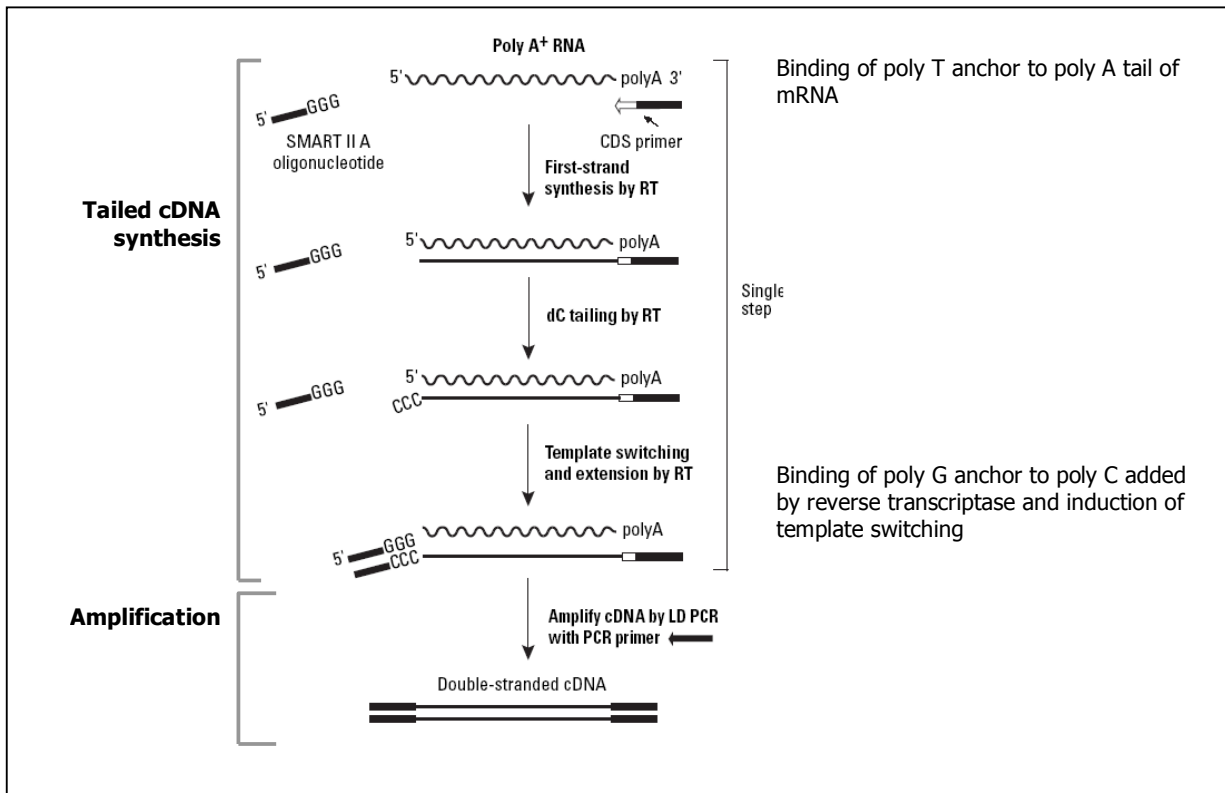 Poly A+ RNA
5' polyA 3'
Binding of poly T anchor to poly A tail of
mRNA
5' GGG
SMART II A
oligonucleotide
CDS primer
First-strand
synthesis by RT
Tailed cDNA
synthesis
5' polyA
5' GGG
Single
step
dC tailing by RT
5' polyA
5' GGG
CCC
Template switching
and extension by RT
Binding of poly G anchor to poly C added
by reverse transcriptase and induction of
template switching
polyA
5' GGG
CCC
Amplification
Amplify cDNA by LD PCR
with PCR primer
Double-stranded cDNA